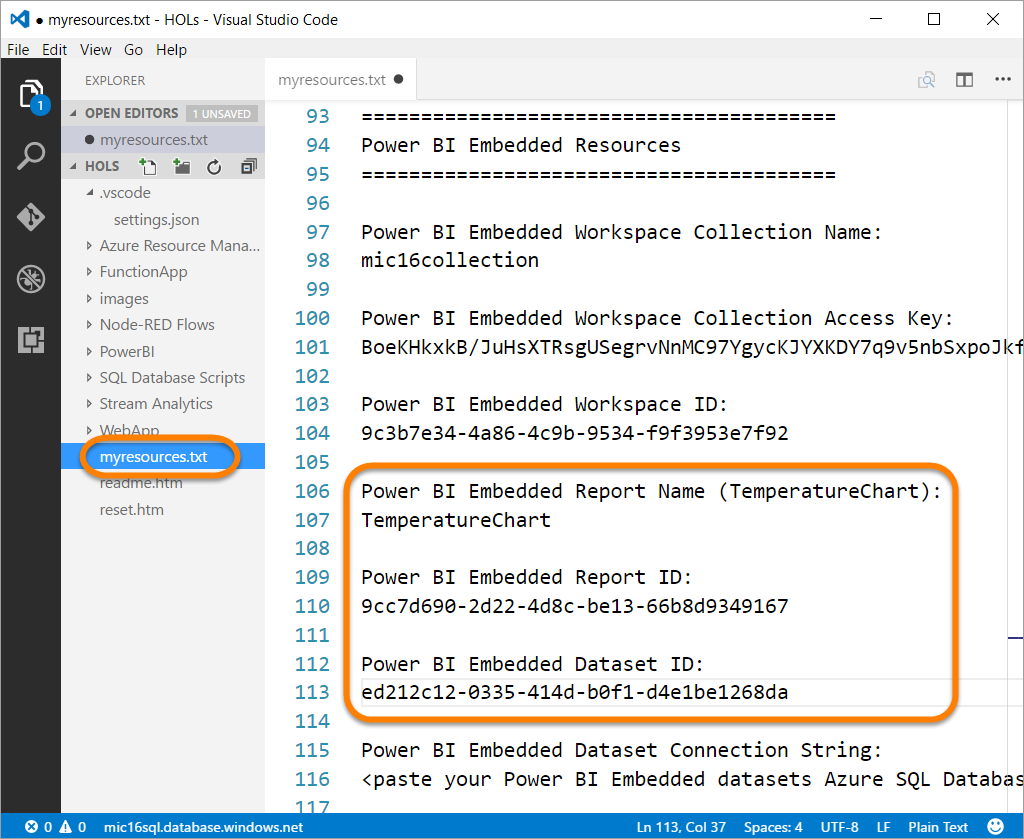 ● myresources.txt - HOLs - Visual Studio Code
File Edit View Go Help
EXPLORER
myresources.txt ●
1
OPEN EDITORS 1 UNSAVED
● myresources.txt
HOLS
.vscode
settings.json
Azure Resource Mana...
FunctionApp
images
Node-RED Flows
PowerBI
SQL Database Scripts
Stream Analytics
WebApp
myresources.txt
readme.htm
reset.htm
93 ========================================
94 Power BI Embedded Resources
95 ========================================
96
97 Power BI Embedded Workspace Collection Name:
98 mic16collection
99
100 Power BI Embedded Workspace Collection Access Key:
101 BoeKHkxkB/JuHsXTRsgUSegrvNnMC97YgycKJYXKDY7q9v5nbSxpoJkf
102
103 Power BI Embedded Workspace ID:
104 9c3b7e34-4a86-4c9b-9534-f9f3953e7f92
105
106 Power BI Embedded Report Name (TemperatureChart):
107 TemperatureChart
108
109 Power BI Embedded Report ID:
110 9cc7d690-2d22-4d8c-be13-66b8d9349167
111
112 Power BI Embedded Dataset ID:
113 ed212c12-0335-414d-b0f1-d4e1be1268da
114
115 Power BI Embedded Dataset Connection String:
116 <paste your Power BI Embedded datasets Azure SQL Databas
117
0 0 mic16sql.database.windows.net Ln 113, Col 37 Spaces: 4 UTF-8 LF Plain Text